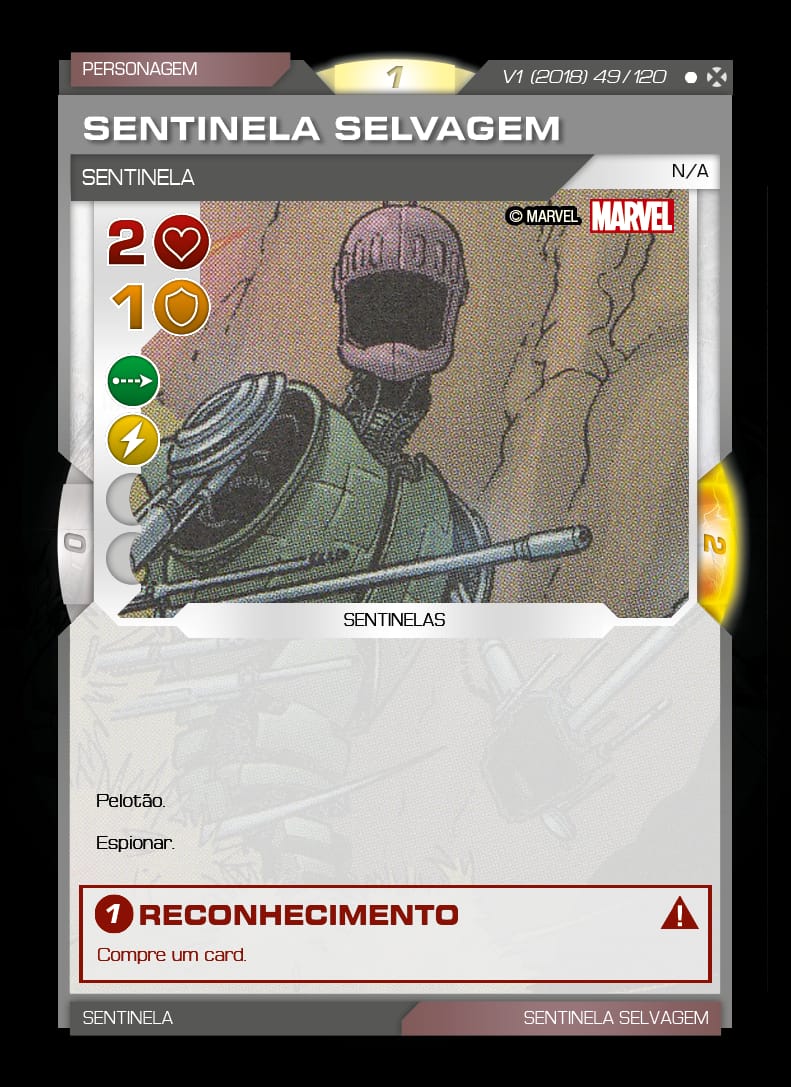 PERSONAGEM
1
V1 (2018) 49/120
SENTINELA SELVAGEM
SENTINELA
N/A
© MARVEL
MARVEL
2
1
0
2
SENTINELAS
Pelotão.
Espionar.
1 RECONHECIMENTO
Compre um card.
SENTINELA
SENTINELA SELVAGEM